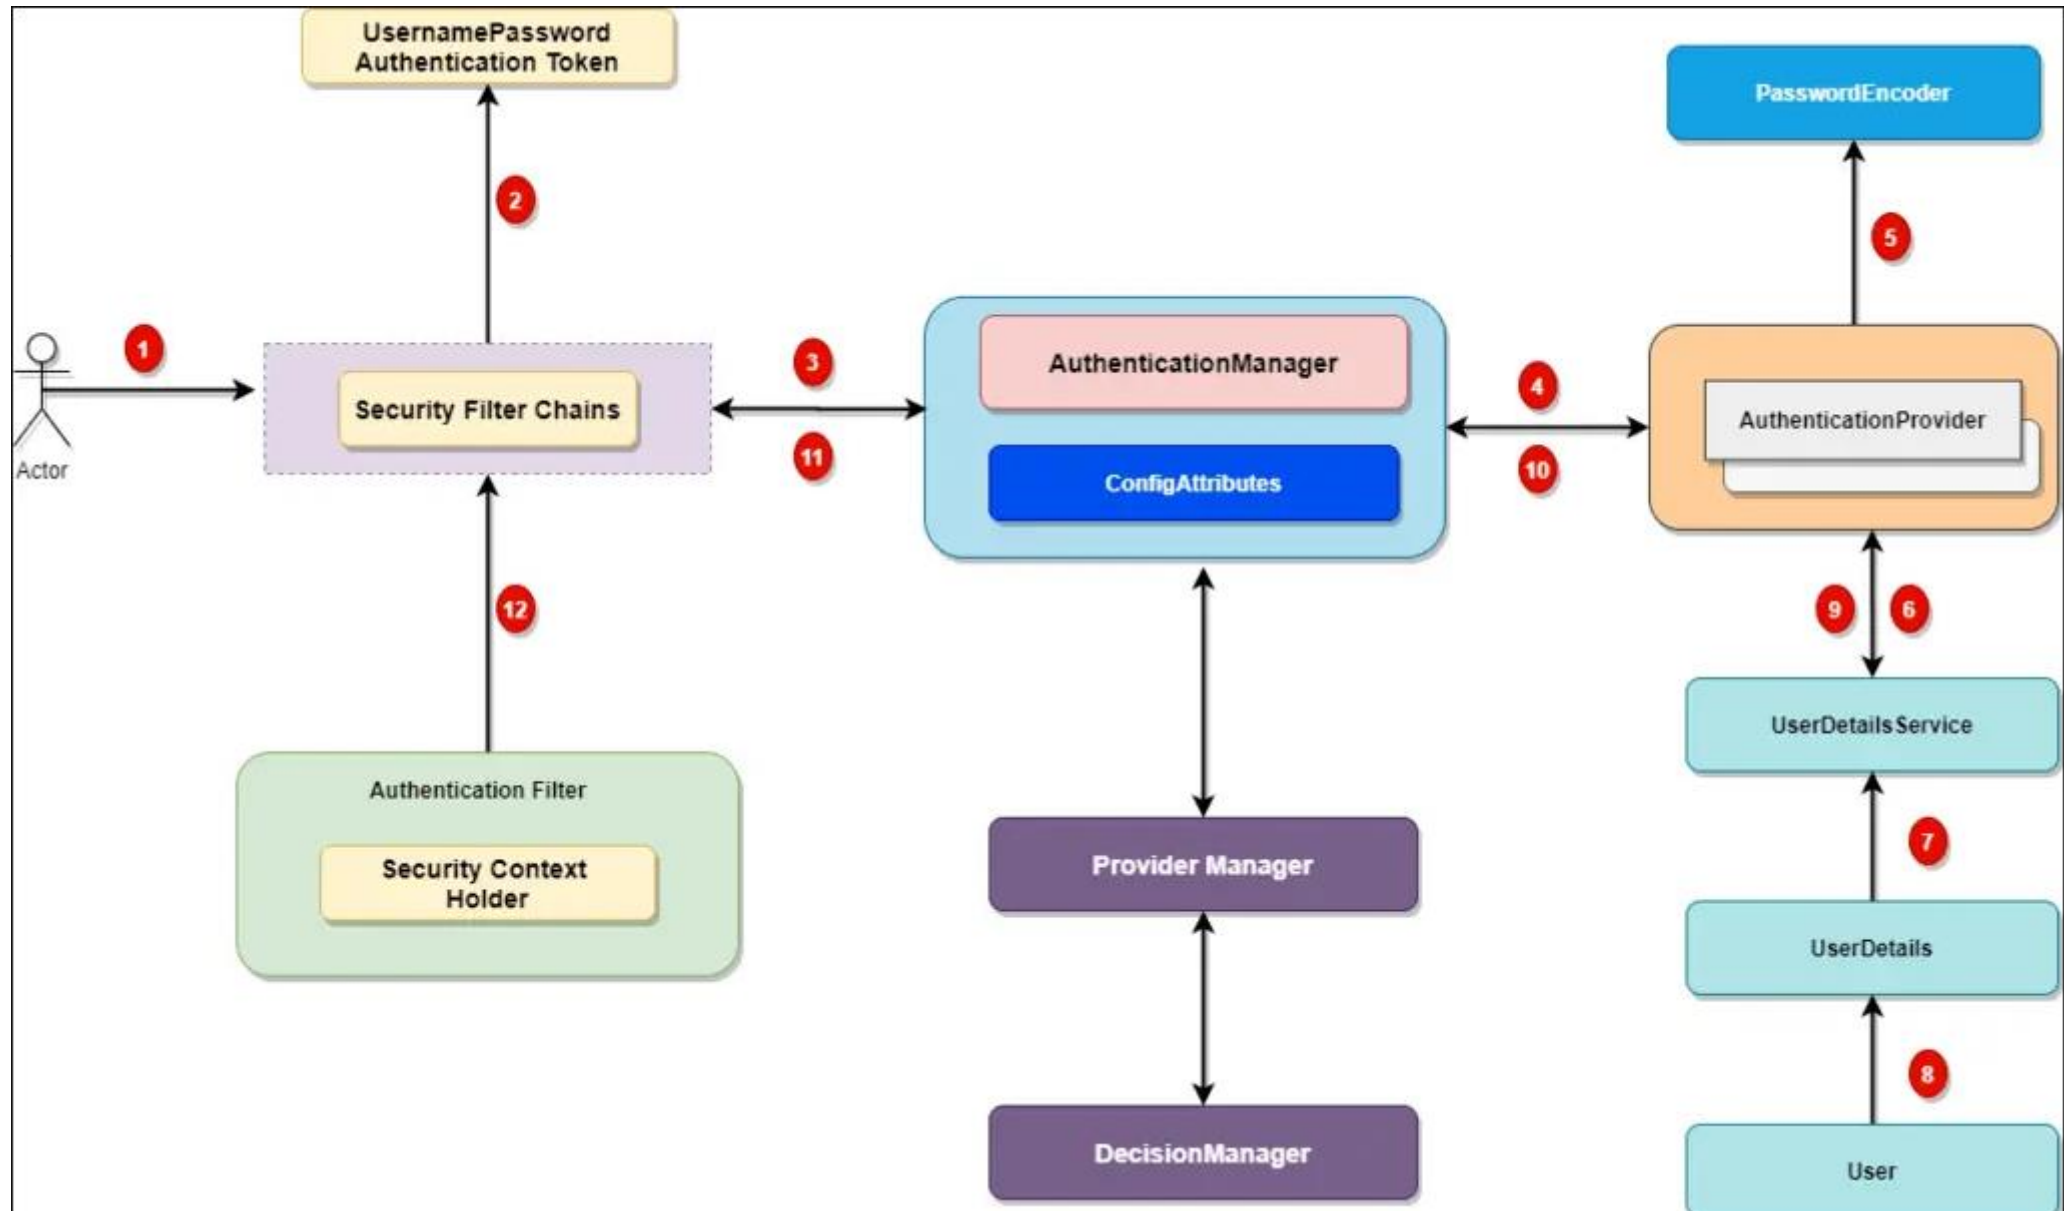 UsernamePassword
Authentication Token
PasswordEncoder
2
5
1
Actor
Security Filter Chains
3
11
AuthenticationManager
ConfigAttributes
4
10
AuthenticationProvider
12
9
6
UserDetailsService
Authentication Filter
Security Context
Holder
Provider Manager
7
UserDetails
8
DecisionManager
User